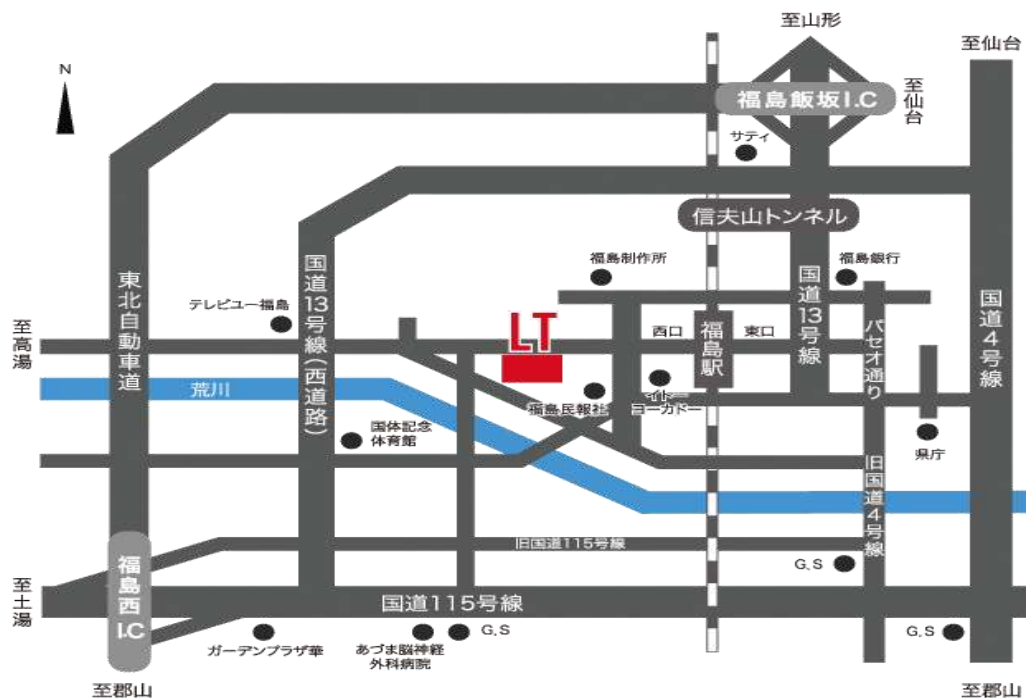 至山形
至仙台
N
福島飯坂I.C
至仙台
サティ
信夫山トンネル
福島制作所
福島銀行
東北自動車道
国道13号線(西道路)
テレビユー福島
国道13号線
国道4号線
至高湯
LT
西口
福島駅
東口
パセオ通り
荒川
福島民報社
イトーヨーカドー
国体記念
体育館
県庁
旧国道4号線
旧国道115号線
G.S
福島西I.C
至土湯
国道115号線
ガーデンプラザ華
あづま脳神経
外科病院
G.S
G.S
至郡山
至郡山